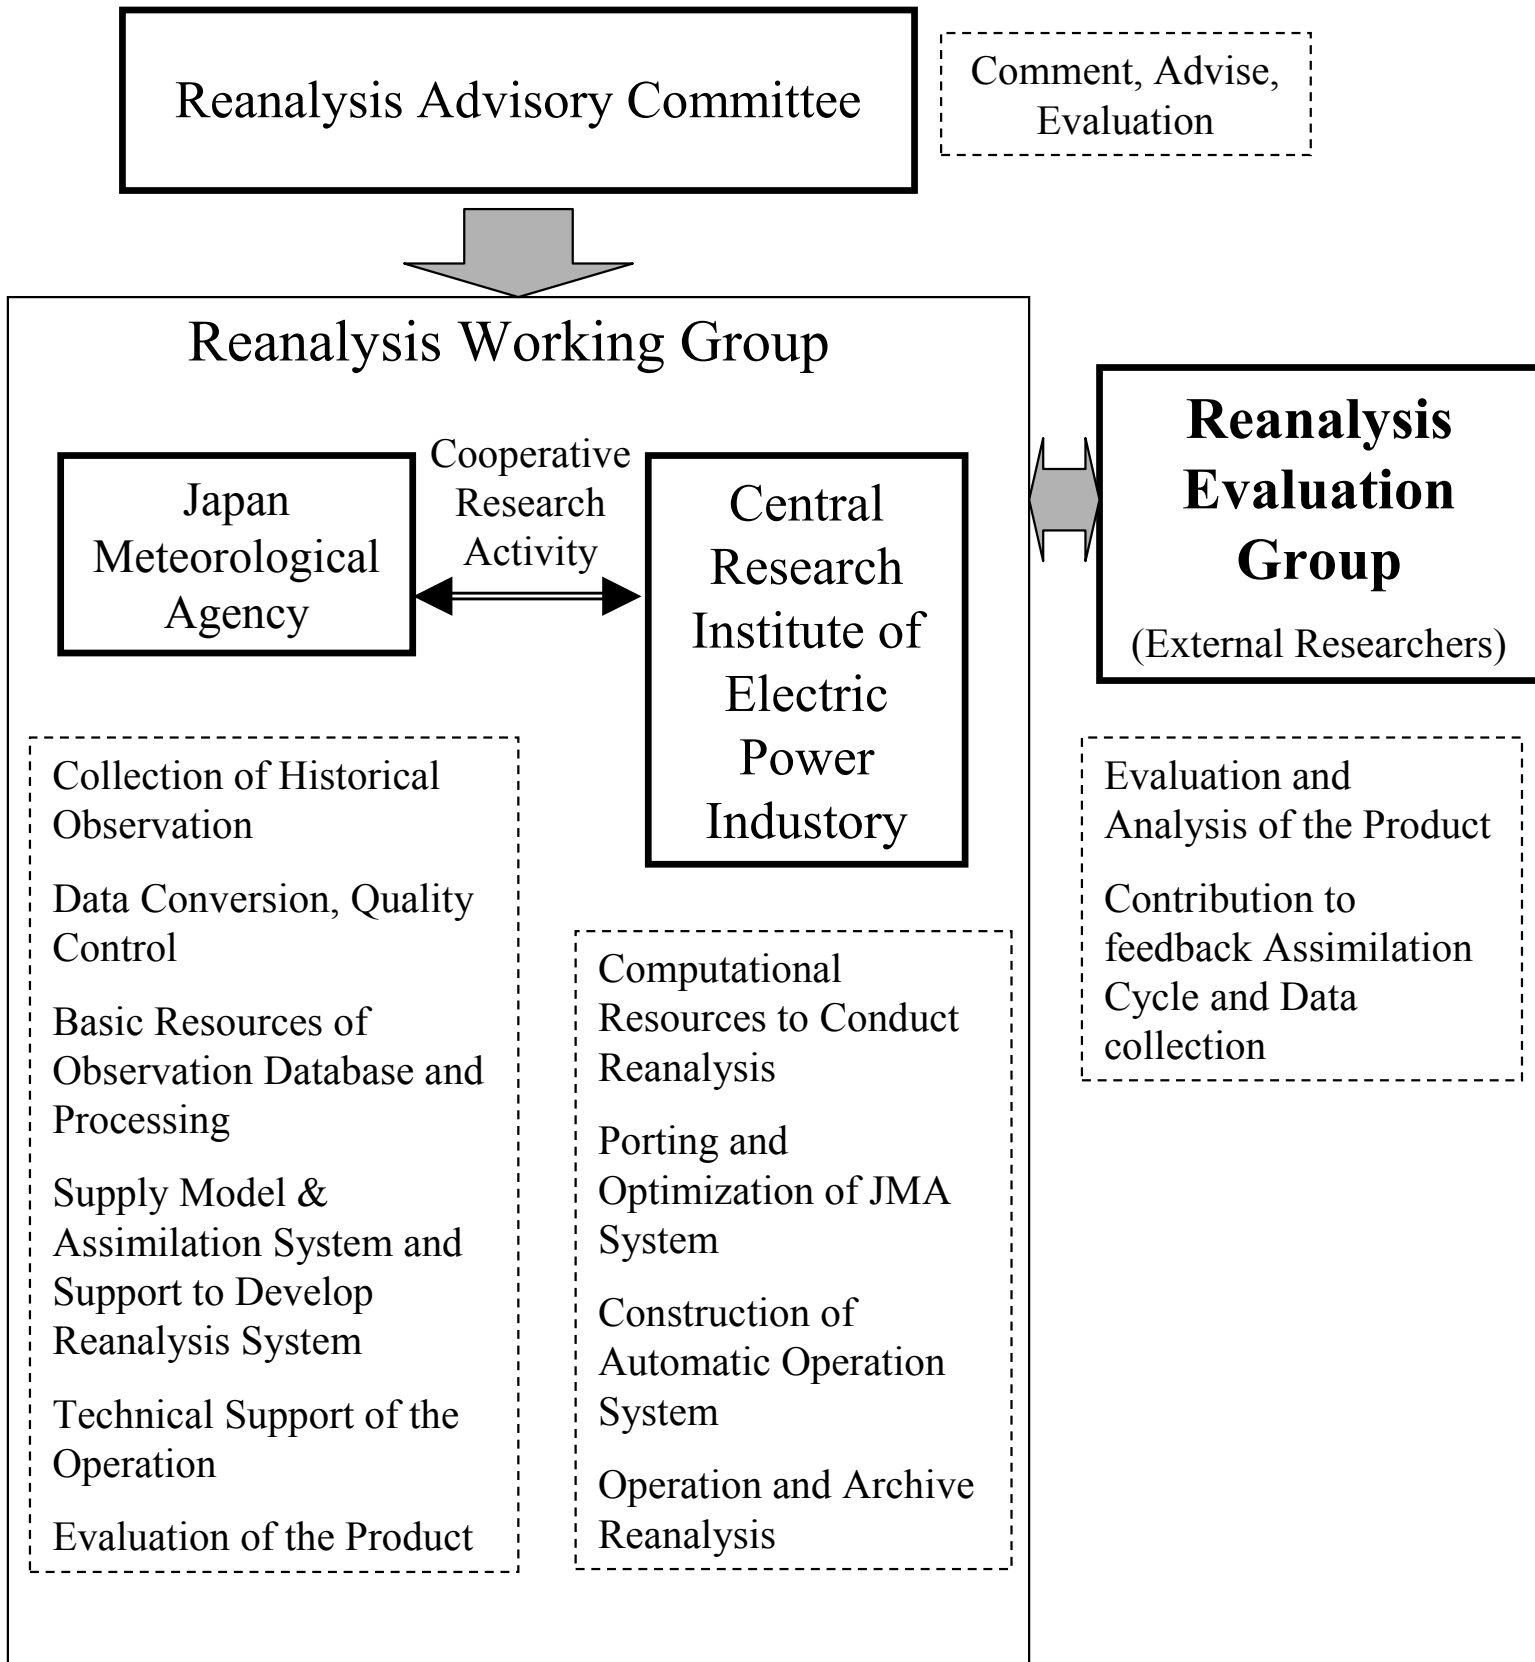 Reanalysis Advisory Committee
Comment, Advise,
Evaluation
Reanalysis Working Group
Japan
Meteorological
Agency
Cooperative
Research
Activity
Central
Research
Institute of
Electric
Power
Industory
Reanalysis
Evaluation
Group
(External Researchers)
Collection of Historical
Observation
Data Conversion, Quality
Control
Basic Resources of
Observation Database and
Processing
Supply Model &
Assimilation System and
Support to Develop
Reanalysis System
Technical Support of the
Operation
Evaluation of the Product
Computational
Resources to Conduct
Reanalysis
Porting and
Optimization of JMA
System
Construction of
Automatic Operation
System
Operation and Archive
Reanalysis
Evaluation and
Analysis of the Product
Contribution to
feedback Assimilation
Cycle and Data
collection